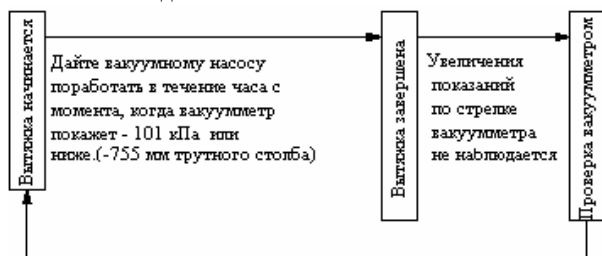 Вытяжка начинается
Дайте вакуумному насосу
поработать в течение часа с
момента, когда вакуумметр
покажет - 101 кПа или
ниже.(-755 мм трутного столба)
Вытяжка завершена
Увеличения
показаний
по стрелке
вакуумметра
не наблюдается
Проверка вакуумметром